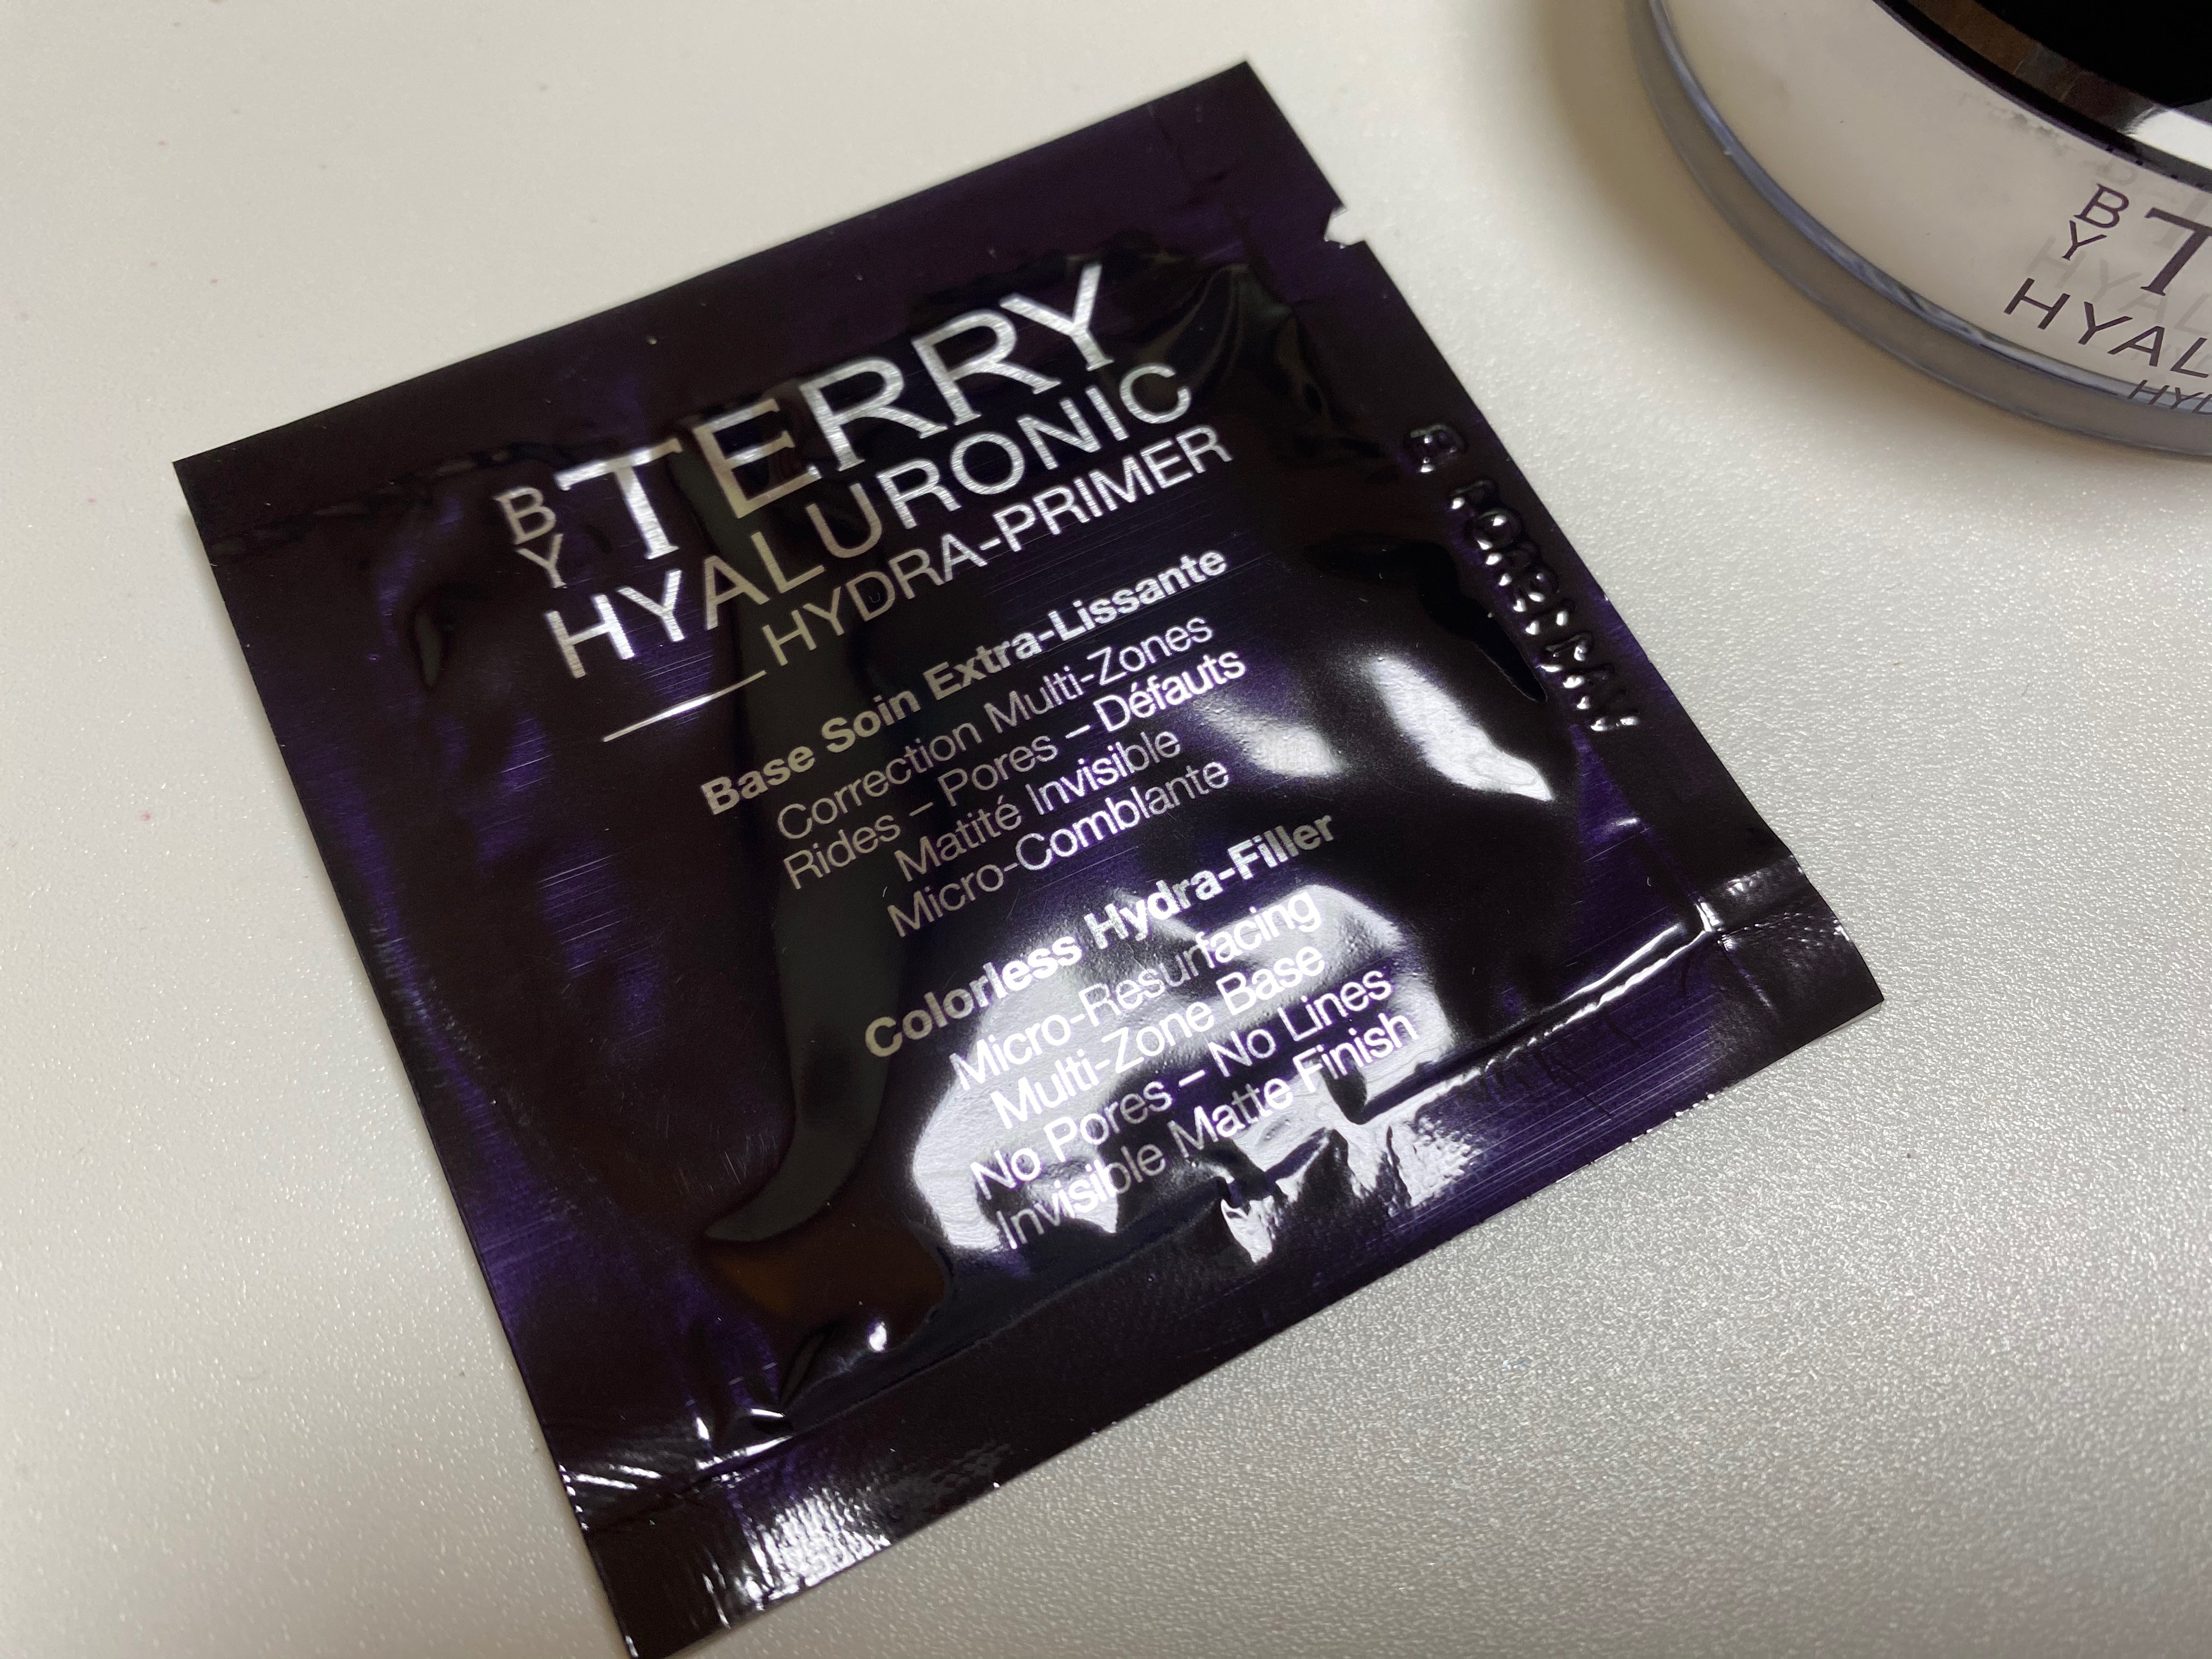 BY TERRY
HYALURONIC
HYDRA-PRIMER
Base Soin Extra-Lissante
Correction Multi-Zones
Rides – Pores – Défauts
Matité Invisible
Micro-Comblante
Colorless Hydra-Filler
Micro-Resurfacing
Multi-Zone Base
No Pores – No Lines
Invisible Matte Finish
BY T
HYAL
HY